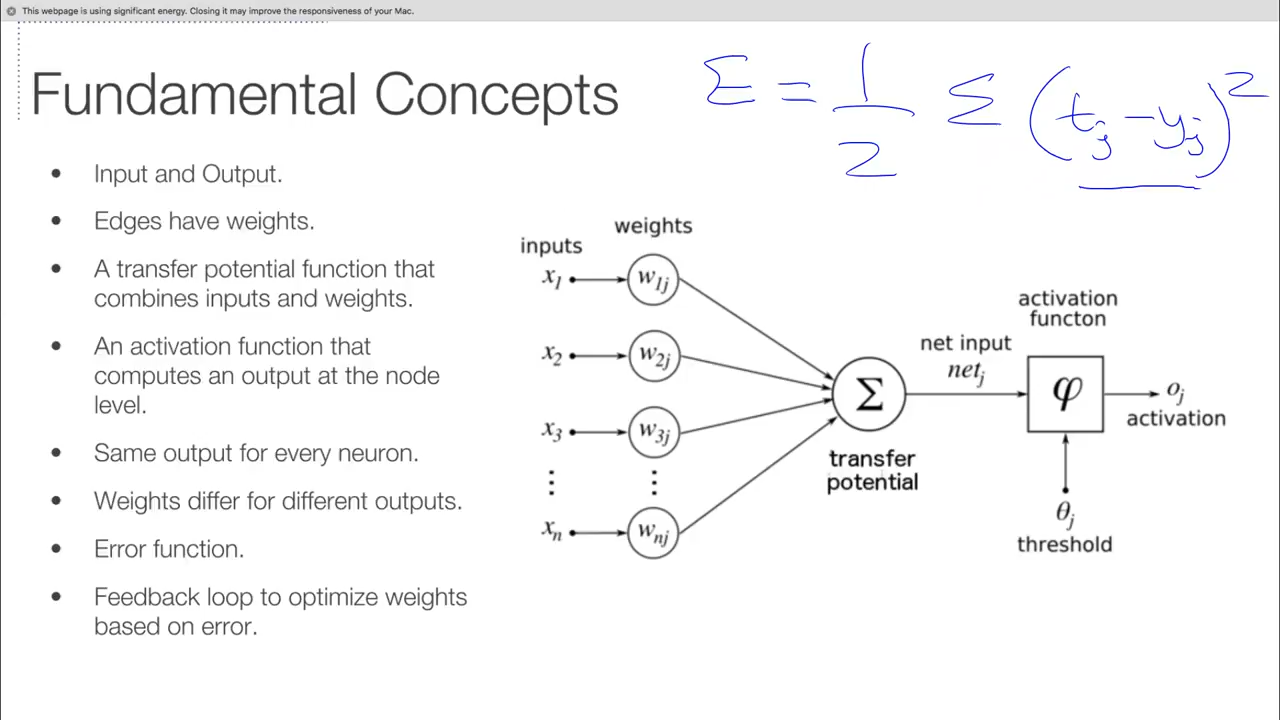 This webpage is using significant energy. Closing it may improve the responsiveness of your Mac.
Fundamental Concepts
Σ = 1/2 Σ (tj − yj)²
• Input and Output.
• Edges have weights.
• A transfer potential function that
combines inputs and weights.
• An activation function that
computes an output at the node
level.
• Same output for every neuron.
• Weights differ for different outputs.
• Error function.
• Feedback loop to optimize weights
based on error.
weights
inputs
x1 w1j
x2 w2j
x3 w3j
⋮ ⋮
xn wnj
Σ
transfer
potential
net input
netj
activation
functon
φ
oj
activation
θj
threshold